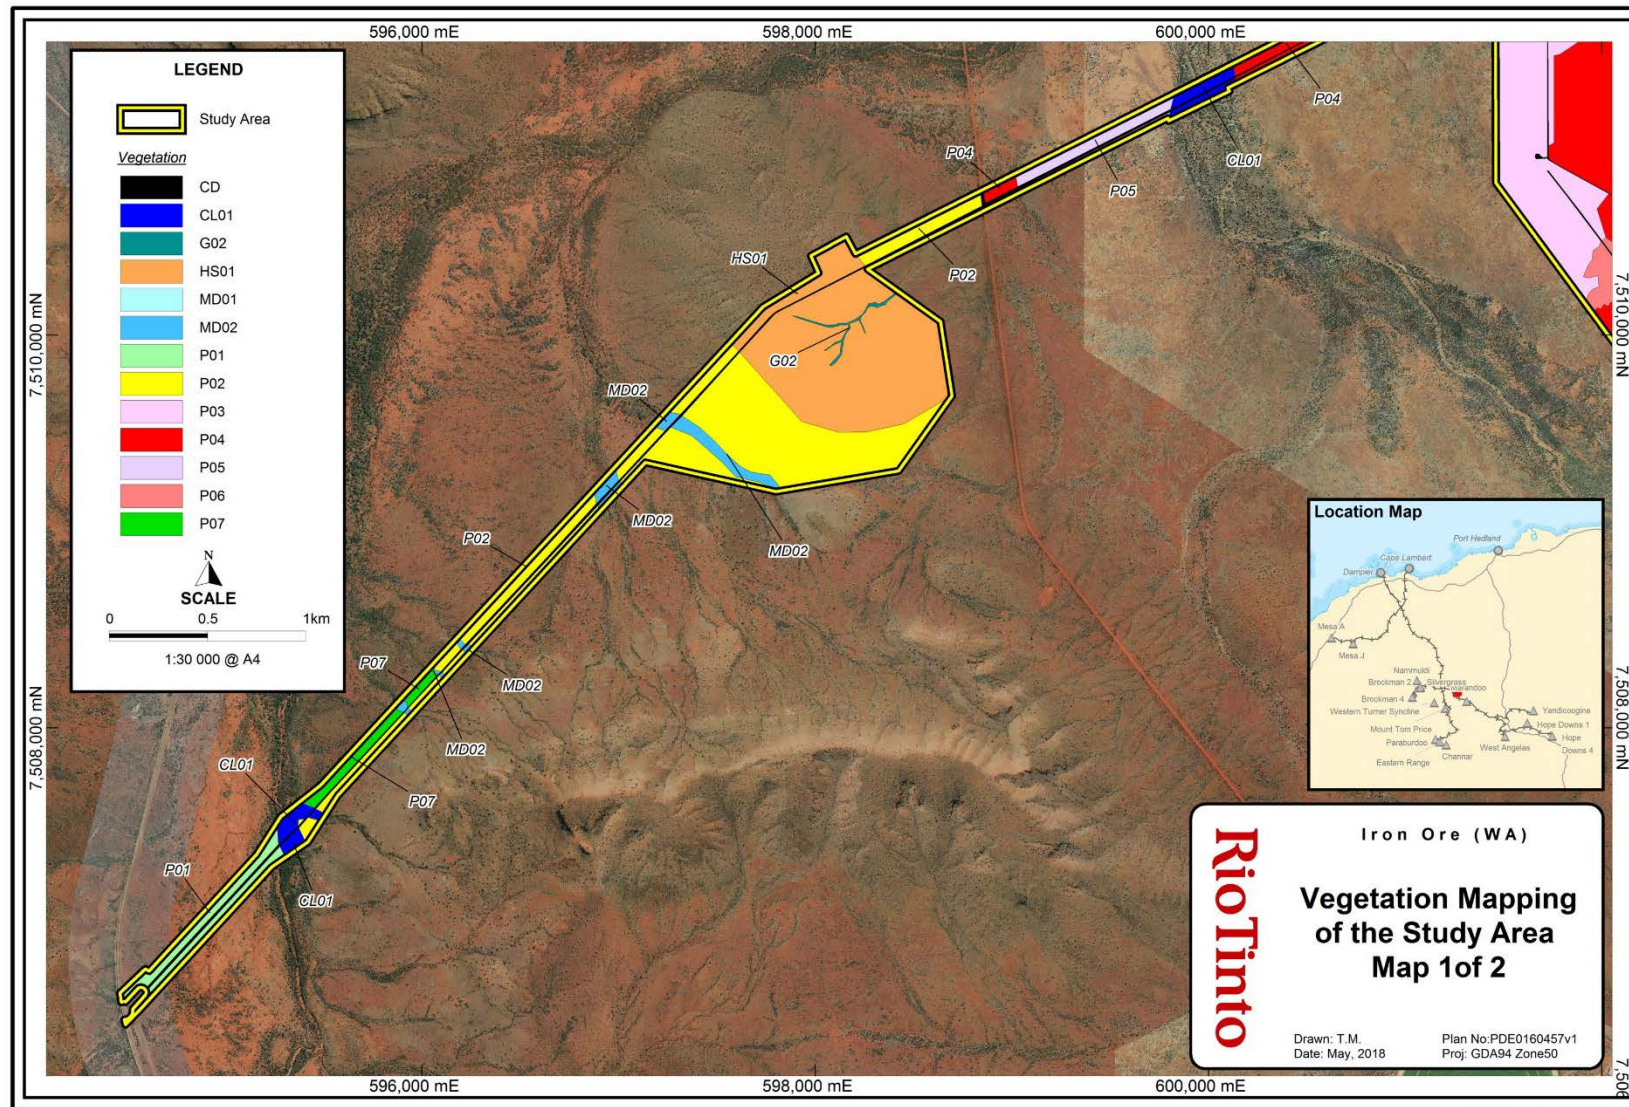 596,000 mE
598,000 mE
600,000 mE
LEGEND
Study Area
Vegetation
CD
CL01
G02
HS01
MD01
MD02
P01
P02
P03
P04
P05
P06
P07
N
SCALE
0 0.5 1km
1:30 000 @ A4
7,510,000 mN
7,508,000 mN
P04
CL01
P04
P05
P02
HS01
G02
MD02
MD02
MD02
P02
P07
MD02
MD02
CL01
P07
P01
CL01
7,510,000 mN
7,508,000 mN
7,506
Location Map
Port Hedland
Cape Lambert
Dampier
Mesa A
Mesa J
Nammuldi
Brockman 2
Silvergrass
Brockman 4
Western Turner Syncline
Yandicoogina
Mount Tom Price
Hope Downs 1
Paraburdoo
Hope
Downs 4
West Angelas
Channar
Eastern Range
RioTinto
Iron Ore (WA)
Vegetation Mapping
of the Study Area
Map 1of 2
Drawn: T.M.
Plan No:PDE0160457v1
Date: May, 2018
Proj: GDA94 Zone50
596,000 mE
598,000 mE
600,000 mE